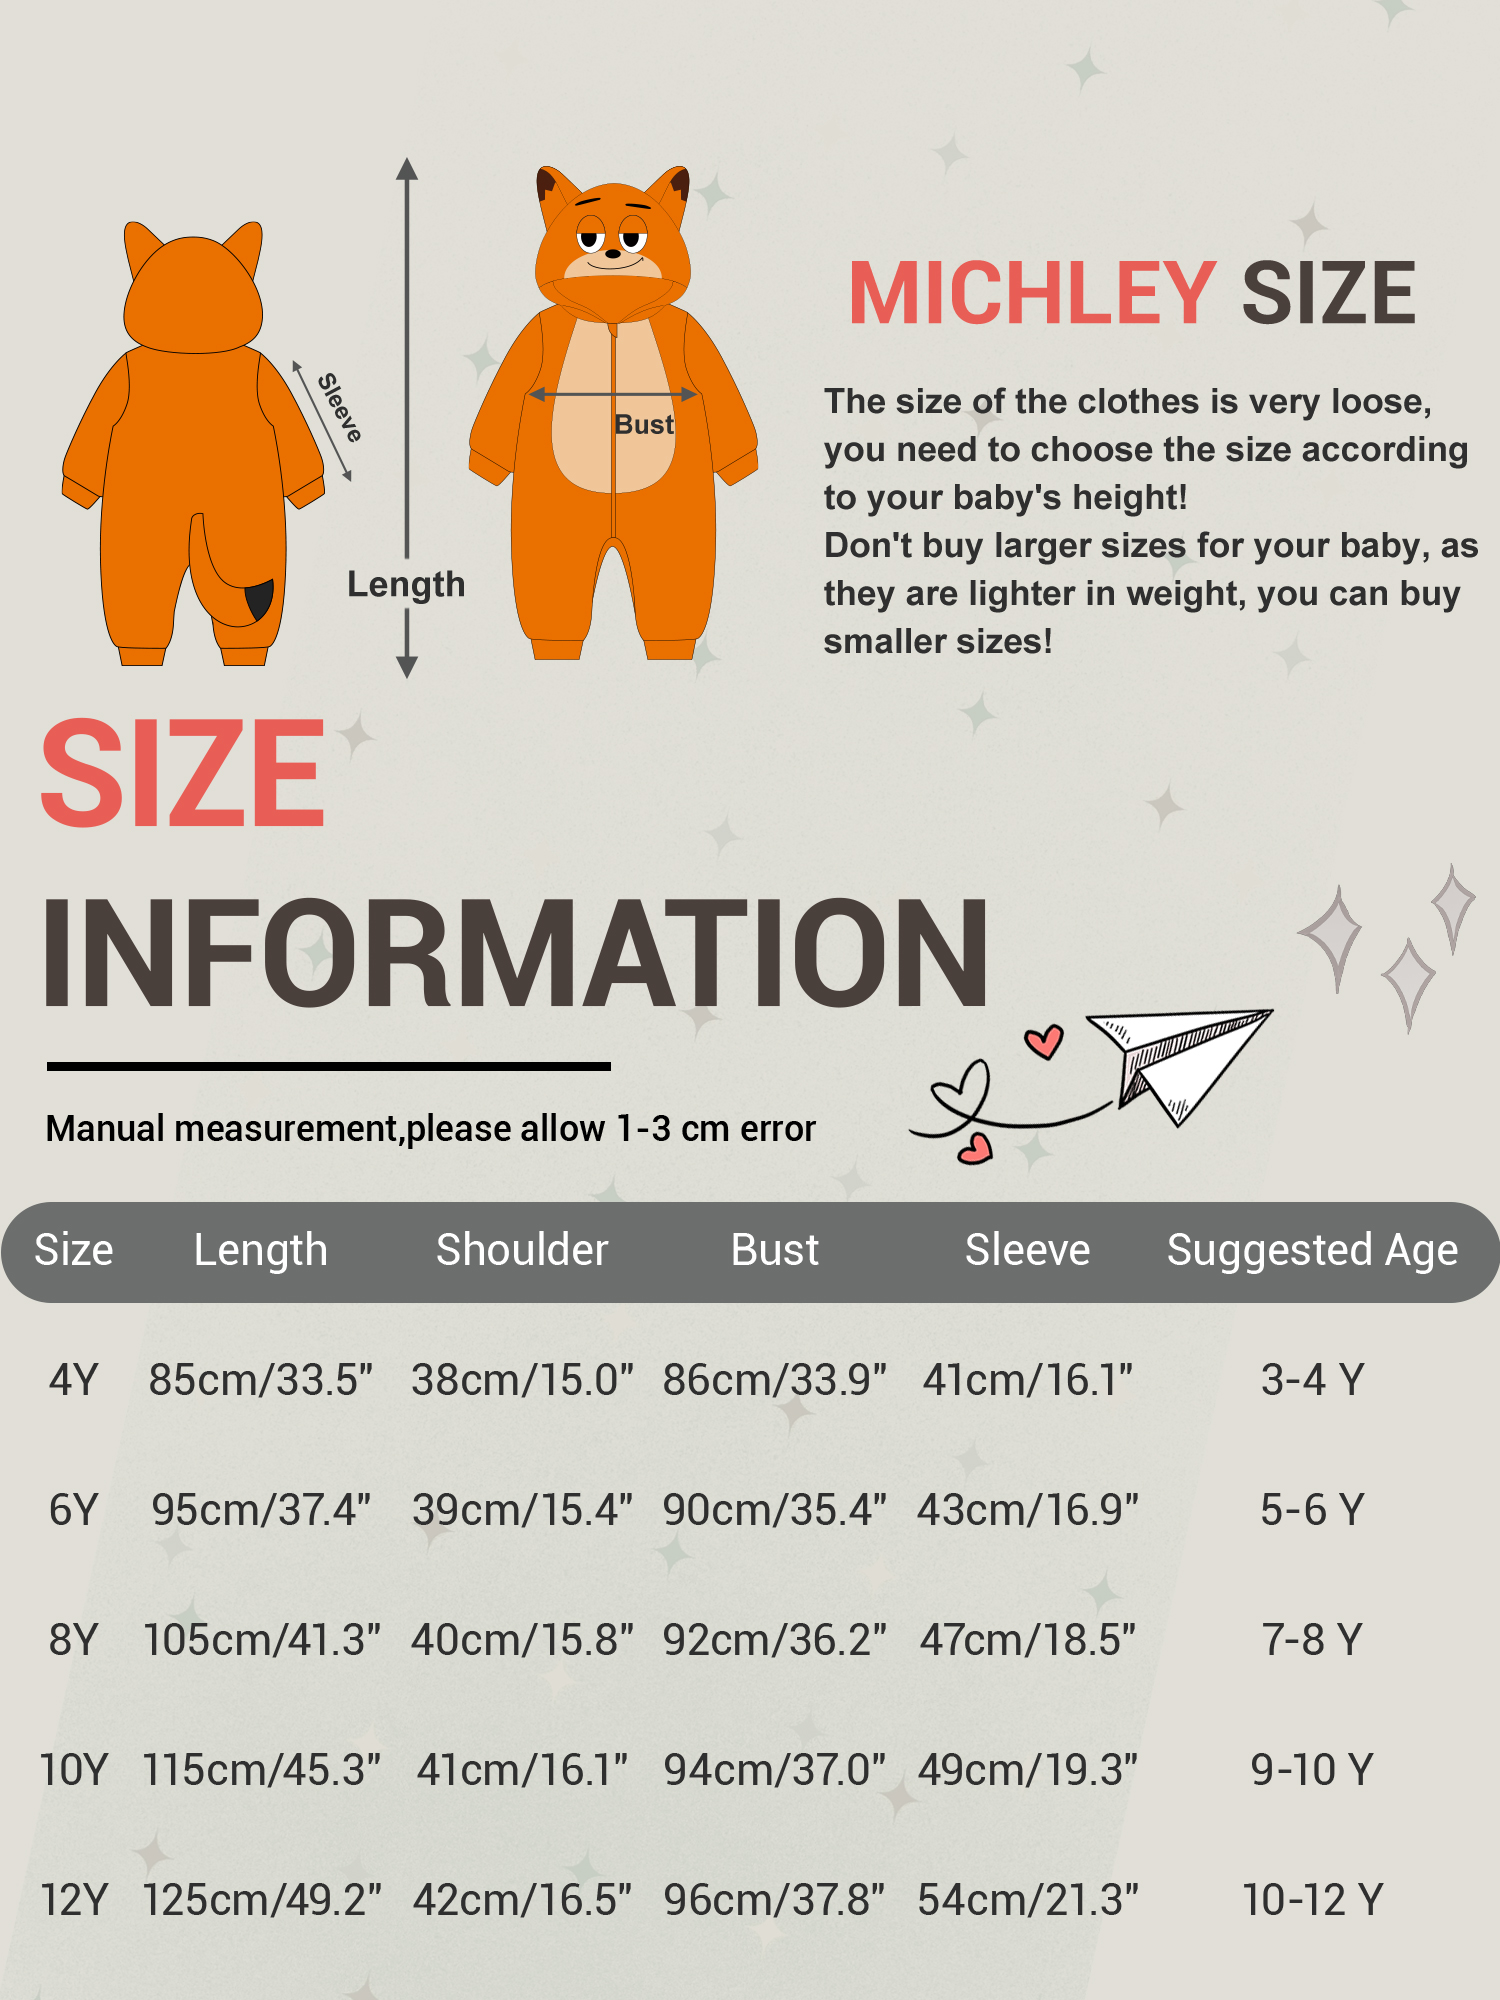 MICHLEY SIZE
The size of the clothes is very loose,
you need to choose the size according
to your baby's height!
Don't buy larger sizes for your baby, as
they are lighter in weight, you can buy
smaller sizes!
Sleeve
Bust
Length
SIZE
INFORMATION
Manual measurement,please allow 1-3 cm error
Size Length Shoulder Bust Sleeve Suggested Age
4Y 85cm/33.5" 38cm/15.0" 86cm/33.9" 41cm/16.1" 3-4 Y
6Y 95cm/37.4" 39cm/15.4" 90cm/35.4" 43cm/16.9" 5-6 Y
8Y 105cm/41.3" 40cm/15.8" 92cm/36.2" 47cm/18.5" 7-8 Y
10Y 115cm/45.3" 41cm/16.1" 94cm/37.0" 49cm/19.3" 9-10 Y
12Y 125cm/49.2" 42cm/16.5" 96cm/37.8" 54cm/21.3" 10-12 Y